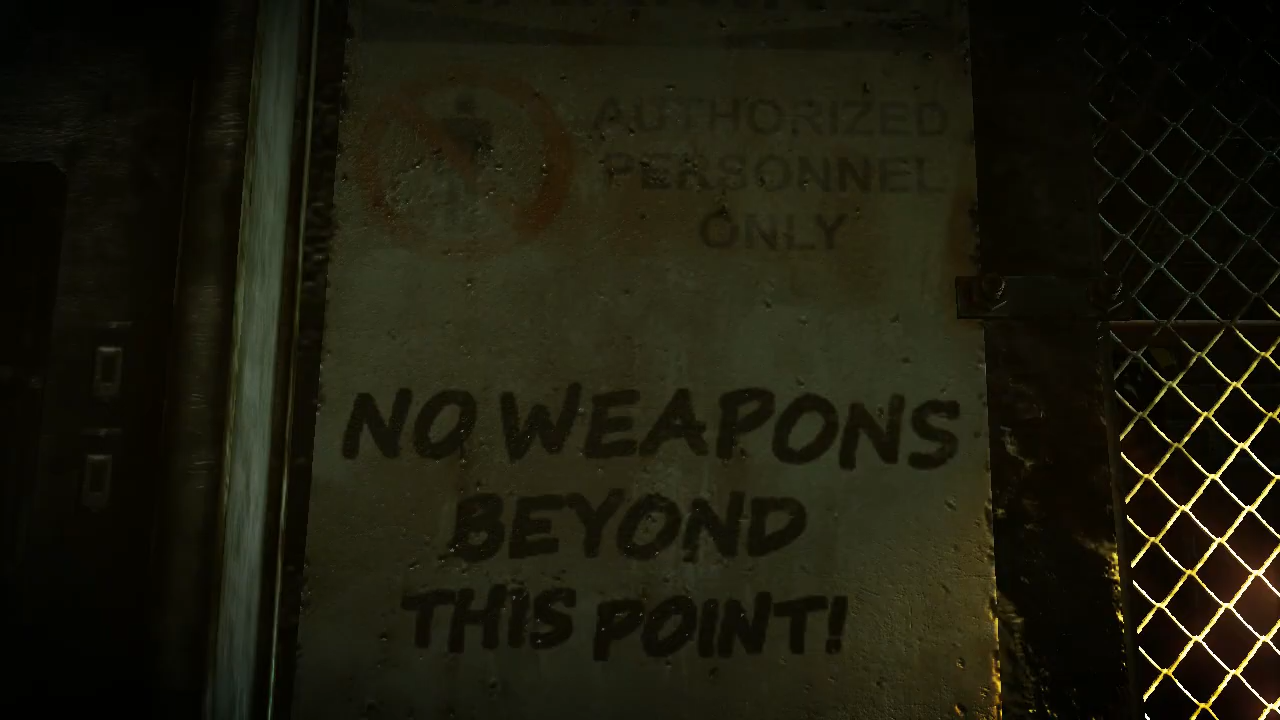 AUTHORIZED
PERSONNEL
ONLY
NO WEAPONS
BEYOND
THIS POINT!